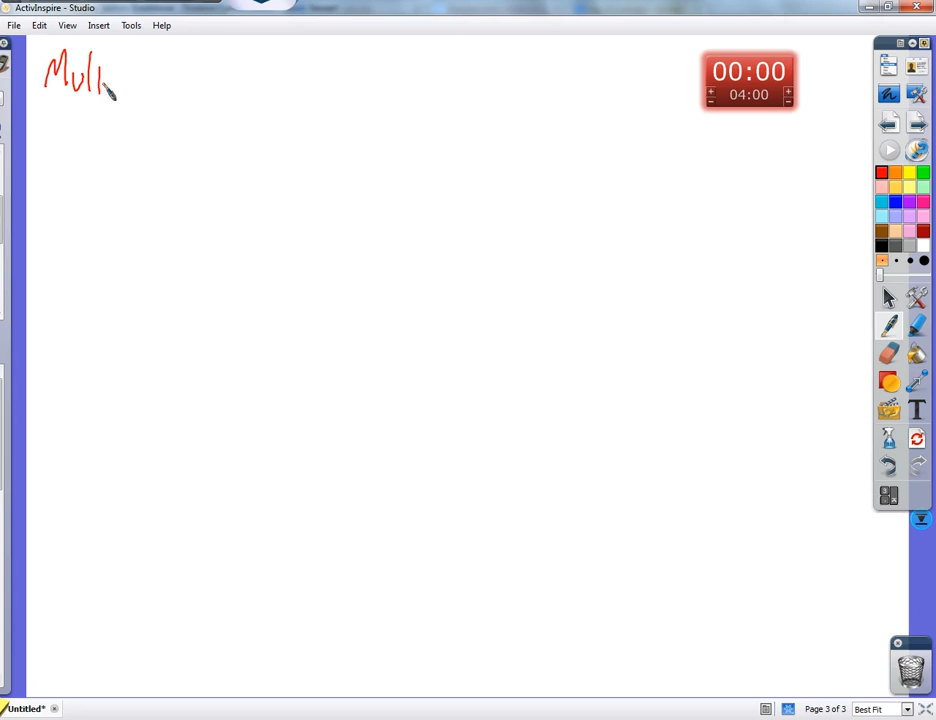 ActivInspire - Studio
File Edit View Insert Tools Help
Mul
00:00
04:00
Untitled*
Page 3 of 3
Best Fit